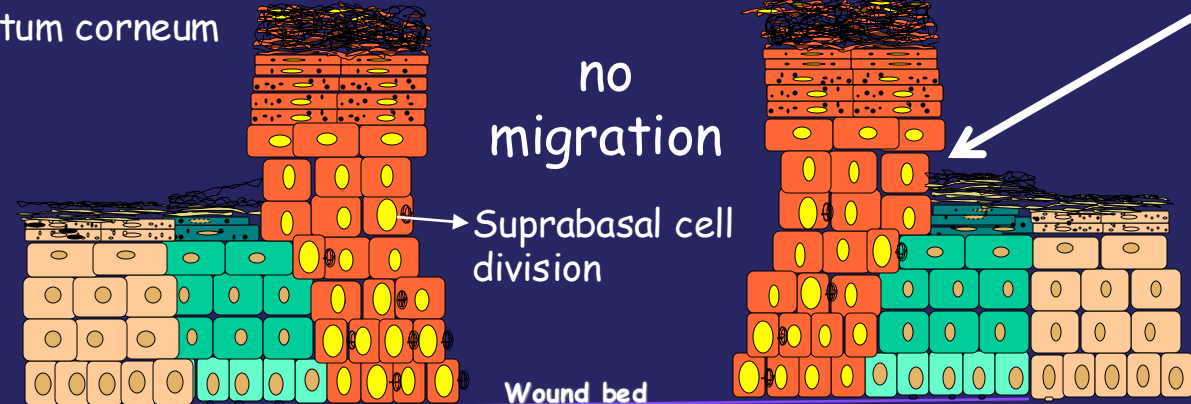 tum corneum
no
migration
Suprabasal cell
division
Wound bed